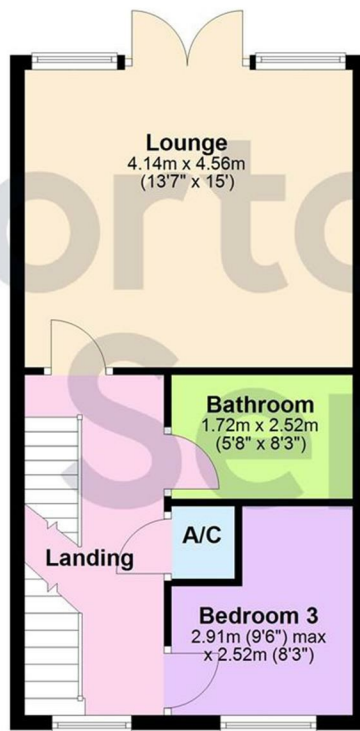 Lounge
4.14m x 4.56m
(13'7" x 15')
Bathroom
1.72m x 2.52m
(5'8" x 8'3")
A/C
Landing
Bedroom 3
2.91m (9'6") max
x 2.52m (8'3")